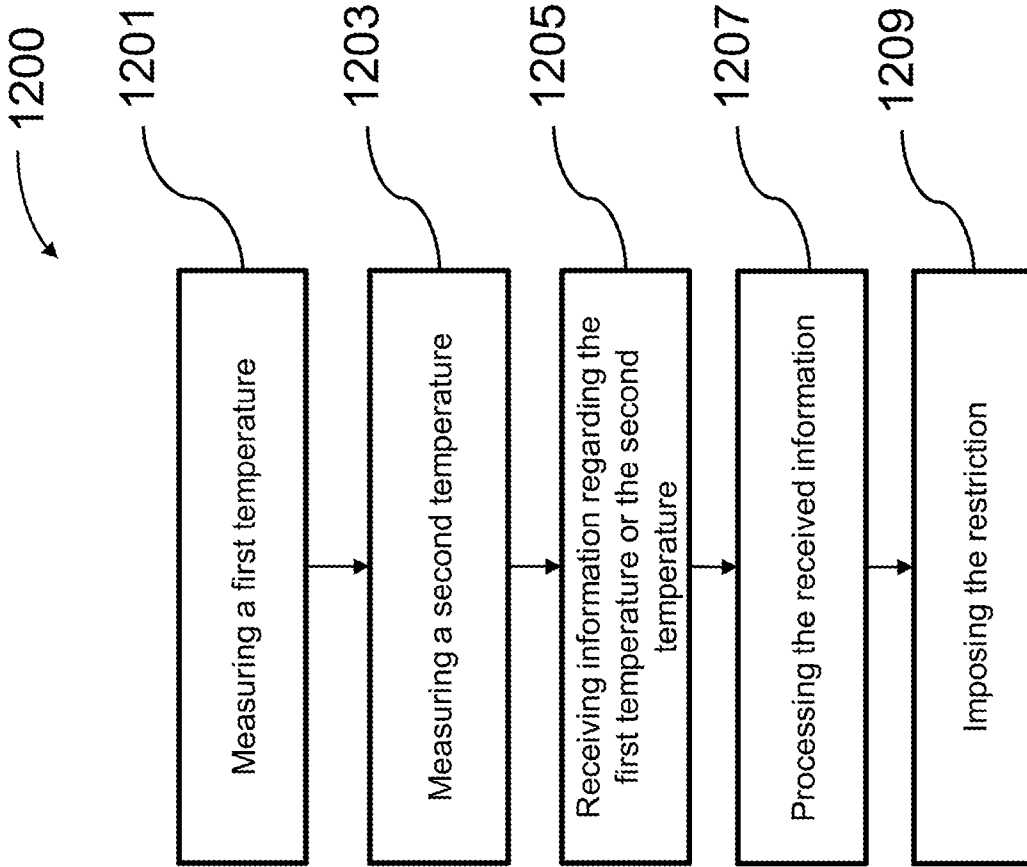 1200
Measuring a first temperature
1201
Measuring a second temperature
1203
Receiving information regarding the
first temperature or the second
temperature
1205
Processing the received information
1207
Imposing the restriction
1209